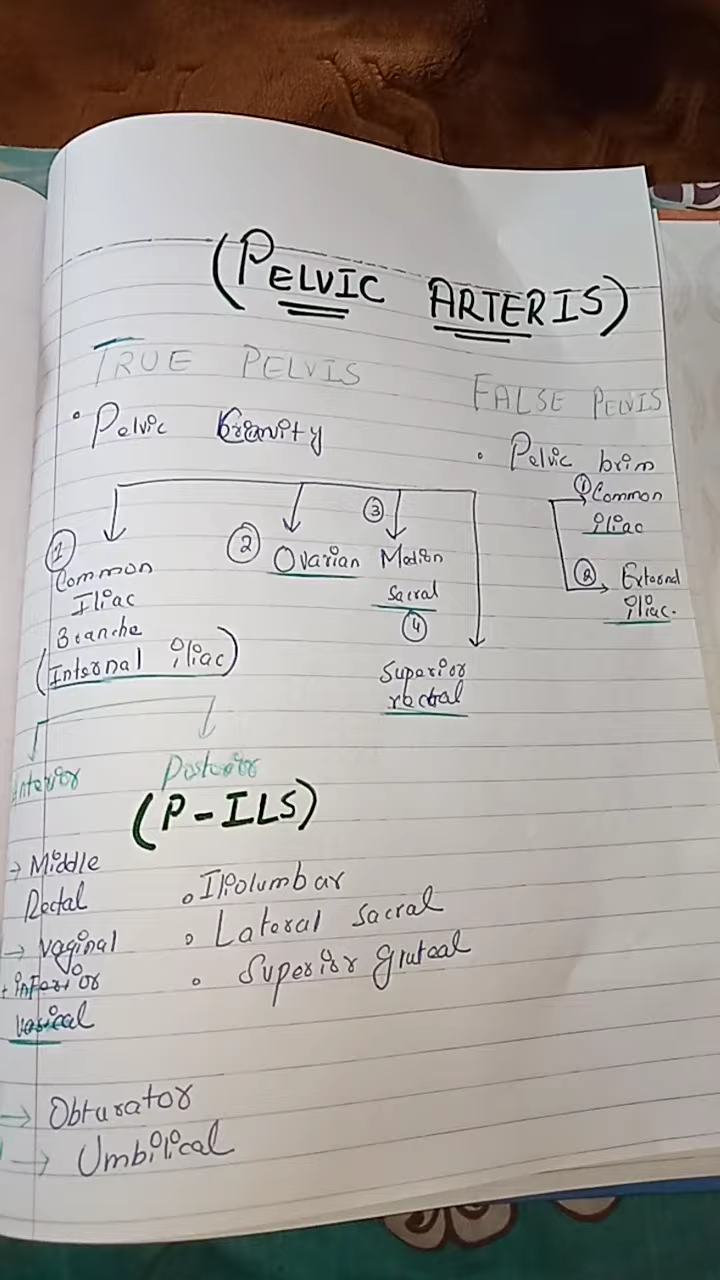 (PELVIC ARTERIS)
TRUE PELVIS
FALSE PELVIS
• Pelvic
• Pelvic brim
① Common
iliac
② External
iliac.
①
Common
Iliac
Branche
(Internal iliac)
② Ovarian
③
Median
Sacral
④
Superior
rectal
Anterior
Posterior
(P-ILS)
→ Middle
Rectal
→ vaginal
→ inferior
vasical
• Iliolumbar
• Lateral sacral
• Superior gluteal
→ Obturator
→ Umbilical